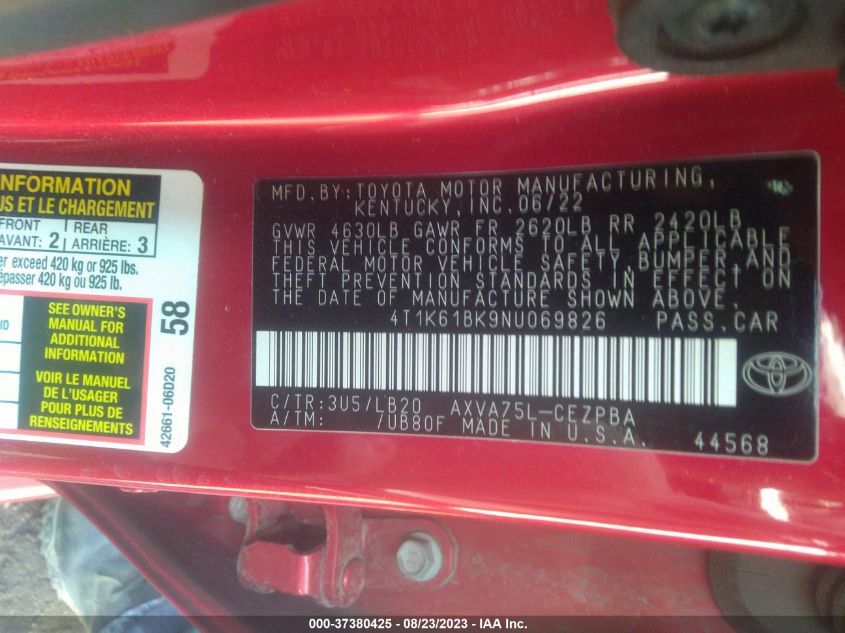 NFORMATION
US ET LE CHARGEMENT
FRONT
AVANT: 2
REAR
ARRIÈRE: 3
er exceed 420 kg or 925 lbs.
épasser 420 kg ou 925 lb.
SEE OWNER'S
MANUAL FOR
ADDITIONAL
INFORMATION
VOIR LE MANUEL
DE L'USAGER
POUR PLUS DE
RENSEIGNEMENTS
58
42661-06D20
MFD. BY: TOYOTA MOTOR MANUFACTURING,
KENTUCKY, INC. 06/22
GVWR 4630LB GAWR FR 2620LB RR 2420LB
THIS VEHICLE CONFORMS TO ALL APPLICABLE
FEDERAL MOTOR VEHICLE SAFETY, BUMPER, AND
THEFT PREVENTION STANDARDS IN EFFECT ON
THE DATE OF MANUFACTURE SHOWN ABOVE.
4T1K61BK9NU069826 PASS. CAR
C/TR: 3U5/LB20 AXVA75L-CEZPBA
A/TM: /UB80F MADE IN U.S.A. 44568
000-37380425 - 08/23/2023 - IAA Inc.